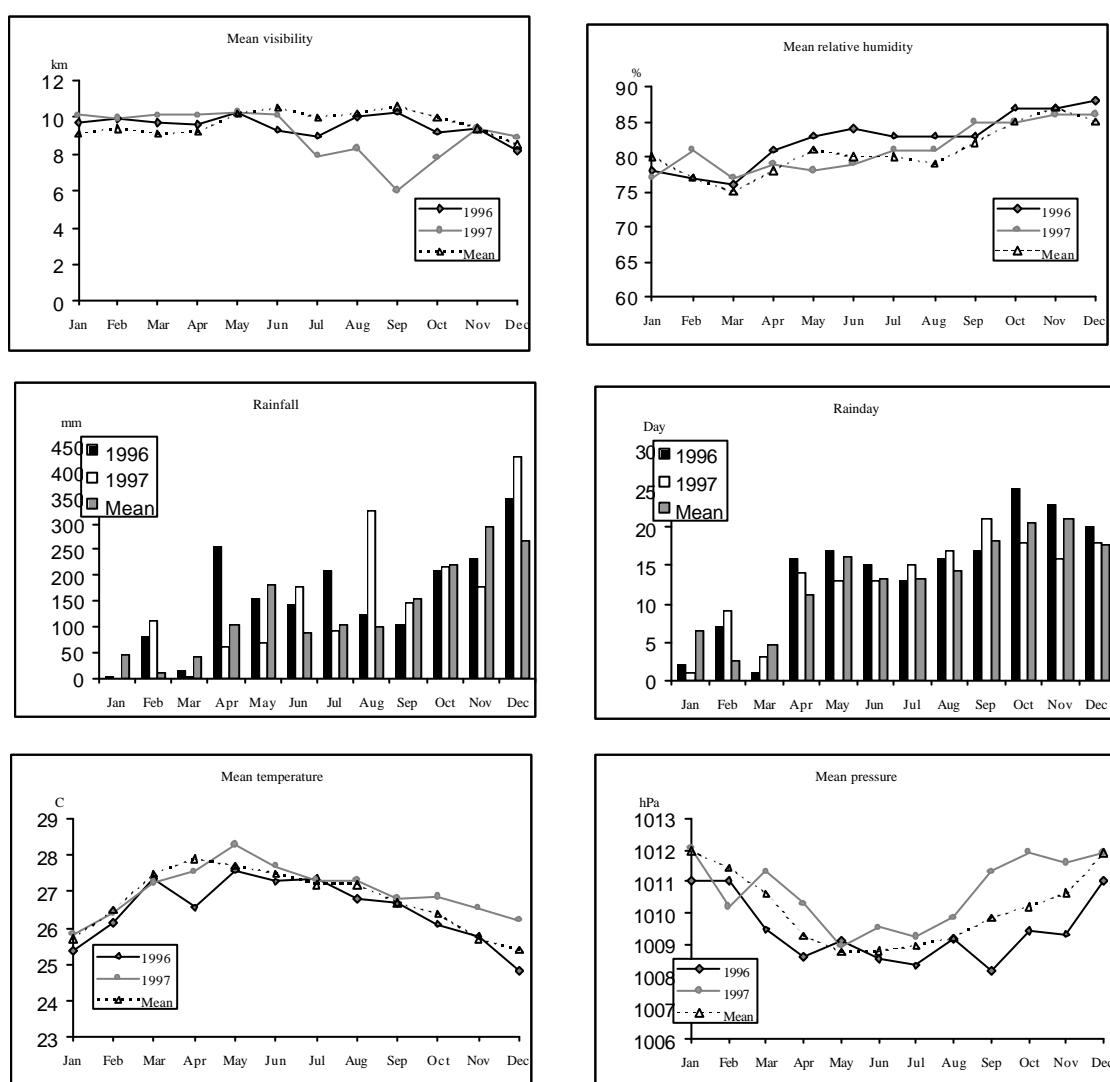 Mean visibility
km
12
10
8
6
4
2
0
1996
1997
Mean
Jan Feb Mar Apr May Jun Jul Aug Sep Oct Nov Dec
Mean relative humidity
%
90
85
80
75
70
65
60
1996
1997
Mean
Jan Feb Mar Apr May Jun Jul Aug Sep Oct Nov Dec
Rainfall
mm
450
400
350
300
250
200
150
100
50
0
1996
1997
Mean
Jan Feb Mar Apr May Jun Jul Aug Sep Oct Nov Dec
Rainday
Day
30
25
20
15
10
5
0
1996
1997
Mean
Jan Feb Mar Apr May Jun Jul Aug Sep Oct Nov Dec
Mean temperature
C
29
28
27
26
25
24
23
1996
1997
Mean
Jan Feb Mar Apr May Jun Jul Aug Sep Oct Nov Dec
Mean pressure
hPa
1013
1012
1011
1010
1009
1008
1007
1006
1996
1997
Mean
Jan Feb Mar Apr May Jun Jul Aug Sep Oct Nov Dec